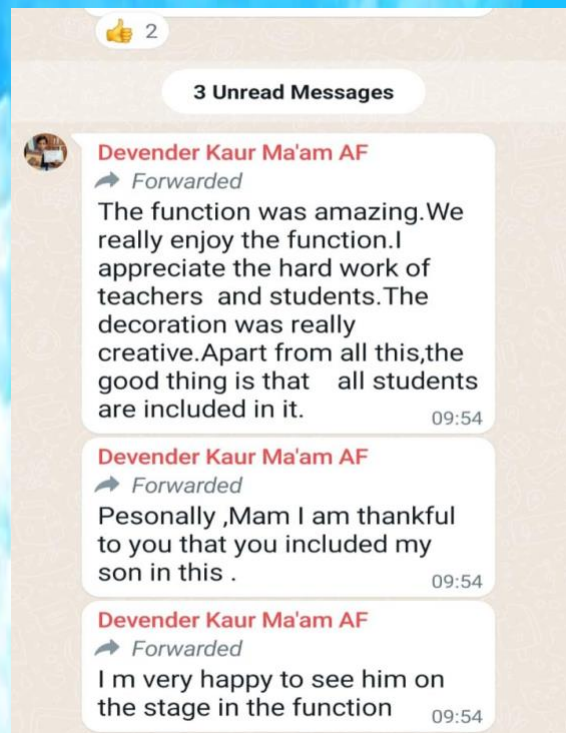 👍 2
3 Unread Messages
Devender Kaur Ma'am AF
Forwarded
The function was amazing.We
really enjoy the function.I
appreciate the hard work of
teachers  and students.The
decoration was really
creative.Apart from all this,the
good thing is that    all students
are included in it.
09:54
Devender Kaur Ma'am AF
Forwarded
Pesonally ,Mam I am thankful
to you that you included my
son in this .
09:54
Devender Kaur Ma'am AF
Forwarded
I m very happy to see him on
the stage in the function
09:54